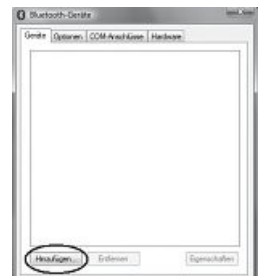 Bluetooth-Geräte
Geräte Optionen COM-Anschlüsse Hardware
Hinzufügen... Entfernen Eigenschaften